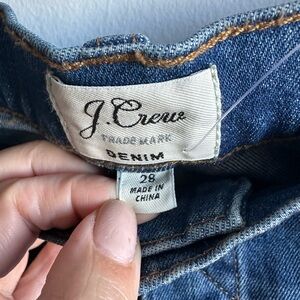 J.Crew
TRADE MARK
DENIM
28
MADE IN
CHINA